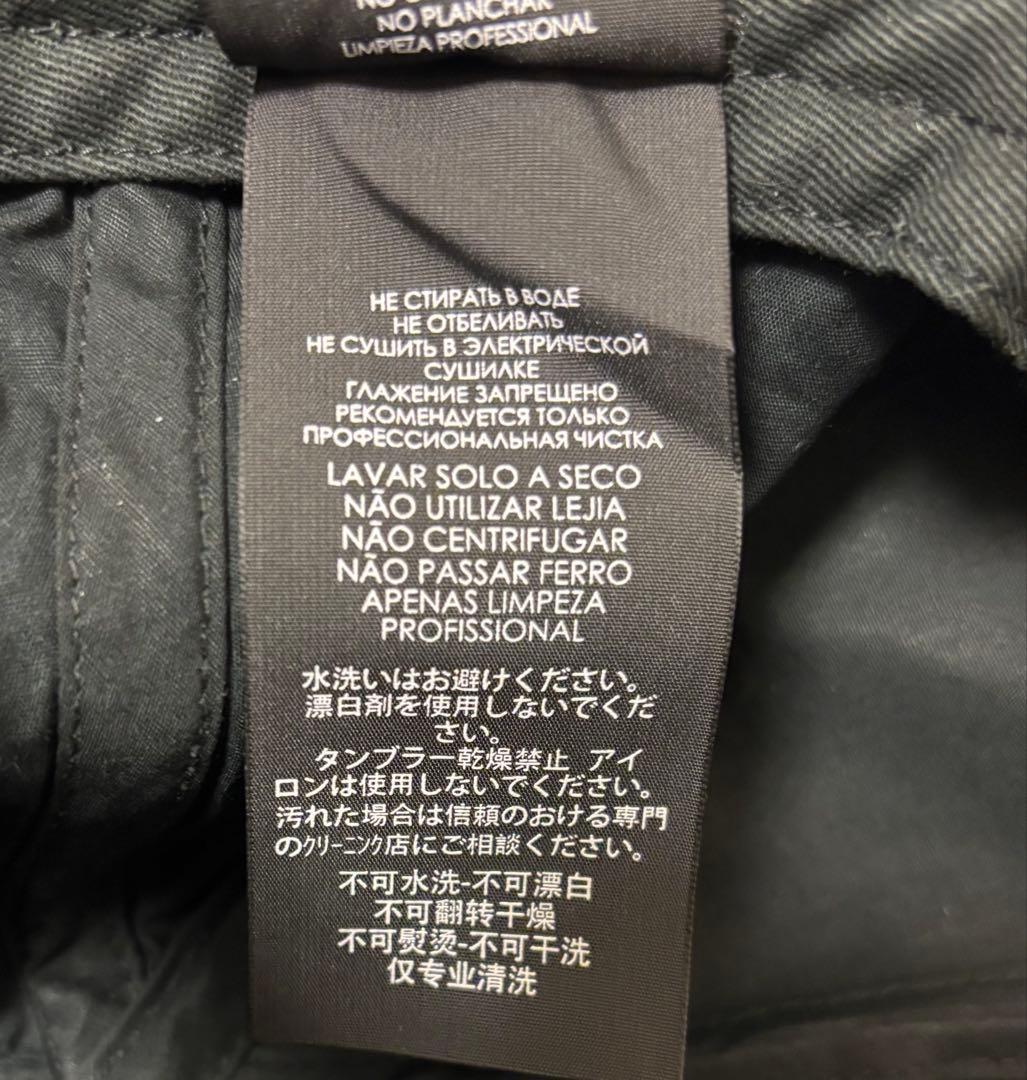 NO PLANCHAR
LIMPIEZA PROFESSIONAL
НЕ СТИРАТЬ В ВОДЕ
НЕ ОТБЕЛИВАТЬ
НЕ СУШИТЬ В ЭЛЕКТРИЧЕСКОЙ
СУШИЛКЕ
ГЛАЖЕНИЕ ЗАПРЕЩЕНО
РЕКОМЕНДУЕТСЯ ТОЛЬКО
ПРОФЕССИОНАЛЬНАЯ ЧИСТКА
LAVAR SOLO A SECO
NÃO UTILIZAR LEJIA
NÃO CENTRIFUGAR
NÃO PASSAR FERRO
APENAS LIMPEZA
PROFISSIONAL
水洗いはお避けください。
漂白剤を使用しないでくだ
さい。
タンブラー乾燥禁止 アイ
ロンは使用しないでください。
汚れた場合は信頼のおける専門
のｸﾘｰﾆﾝｸ店にご相談ください。
不可水洗-不可漂白
不可翻转干燥
不可熨烫-不可干洗
仅专业清洗